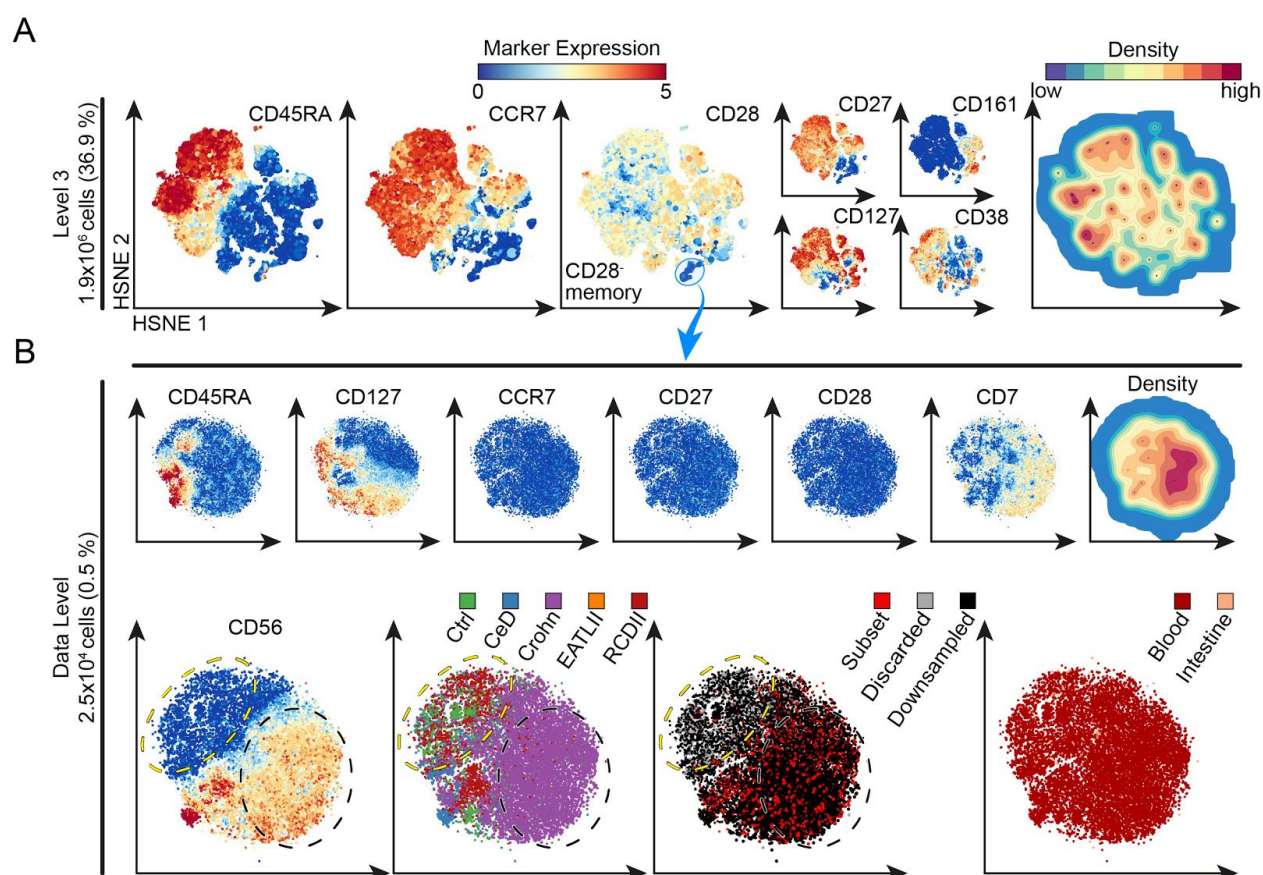 A
Marker Expression
0 5
Density
low high
Level 3
1.9x10⁶ cells (36.9 %)
CD45RA
CCR7
CD28
CD27
CD161
CD127
CD38
CD28⁻
memory
HSNE 2
HSNE 1
B
Data Level
2.5x10⁴ cells (0.5 %)
CD45RA
CD127
CCR7
CD27
CD28
CD7
Density
CD56
Ctrl
CeD
Crohn
EATLII
RCDII
Subset
Discarded
Downsampled
Blood
Intestine